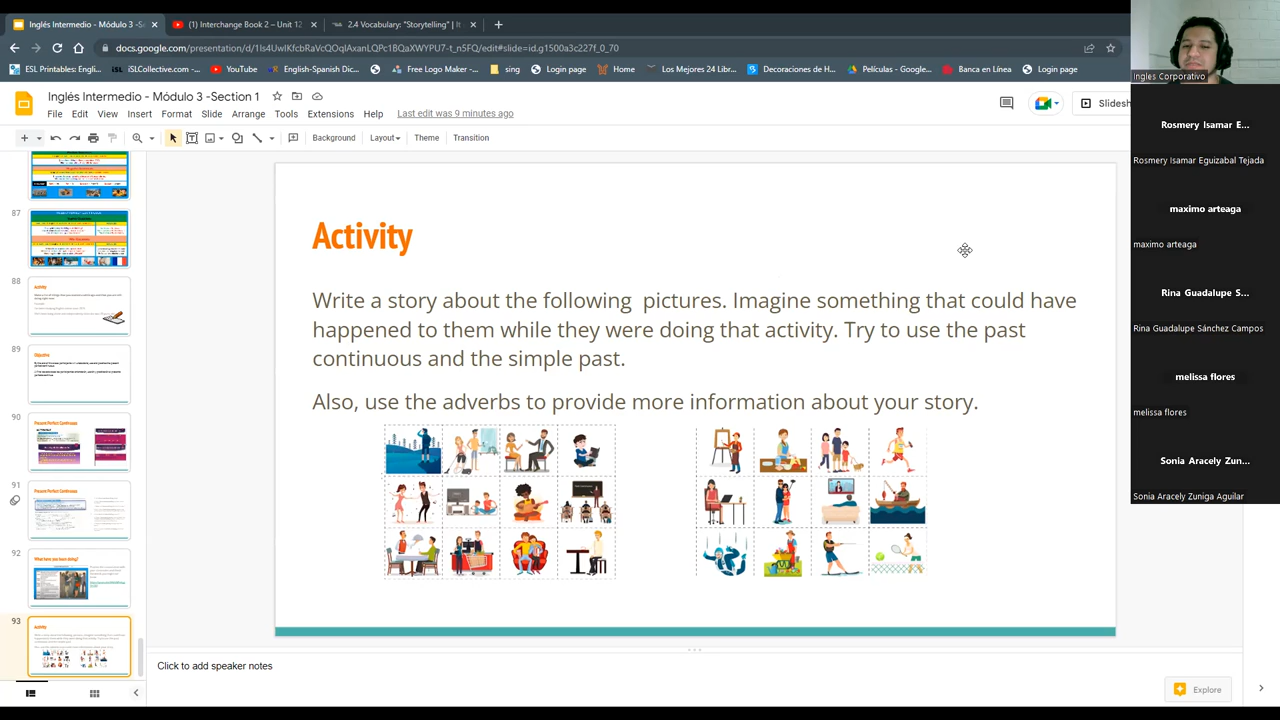 Inglés Intermedio - Módulo 3 -Se
(1) Interchange Book 2 – Unit 12
2.4 Vocabulary: "Storytelling" | It
docs.google.com
ESL Printables: Engli...
iSLCollective.com -...
YouTube
English-Spanish Dic...
Free Logo Maker -...
sing
Login page
Home
Los Mejores 24 Libr...
Decoraciones de H...
Películas - Google...
Banca en Línea
Login page
Inglés Intermedio - Módulo 3 -Section 1
File Edit View Insert Format Slide Arrange Tools Extensions Help
Last edit was 9 minutes ago
Slidesh
Background
Layout
Theme
Transition
87
88
89
90
91
92
93
Activity
Write a story about the following pictures. Imagine something that could have
happened to them while they were doing that activity. Try to use the past
continuous and the simple past.
Also, use the adverbs to provide more information about your story.
Click to add speaker notes
Explore
Ingles Corporativo
Rosmery Isamar E...
Rosmery Isamar Eguizabal Tejada
maximo arteaga
maximo arteaga
Rina Guadalupe S...
Rina Guadalupe Sánchez Campos
melissa flores
melissa flores
Sonia Aracely Zun...
Sonia Aracely Zuniga Aguilar